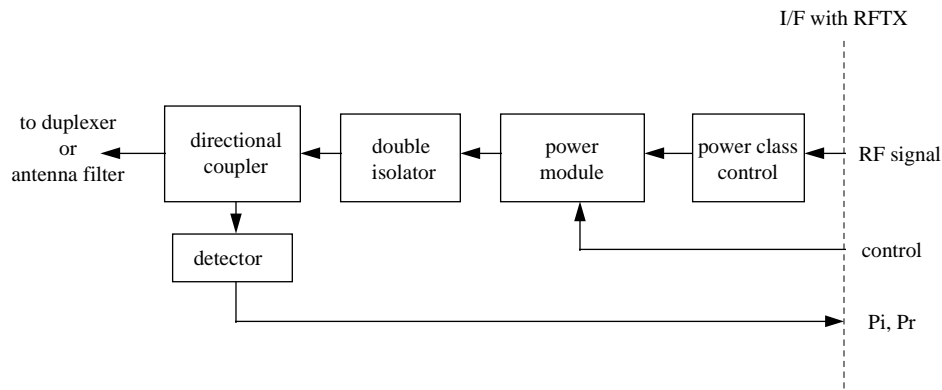 I/F with RFTX
to duplexer
or
antenna filter
directional
coupler
double
isolator
power
module
power class
control
RF signal
detector
control
Pi, Pr